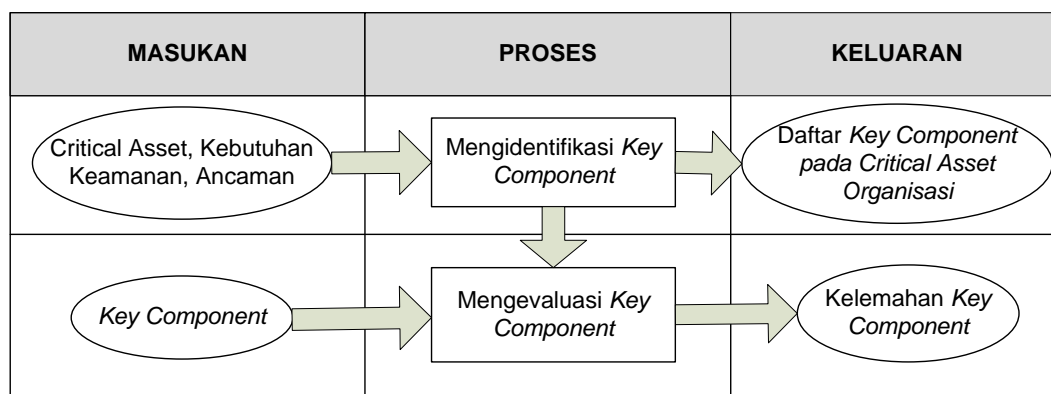 MASUKAN
PROSES
KELUARAN
Critical Asset, Kebutuhan
Keamanan, Ancaman
Mengidentifikasi Key
Component
Daftar Key Component
pada Critical Asset
Organisasi
Key Component
Mengevaluasi Key
Component
Kelemahan Key
Component